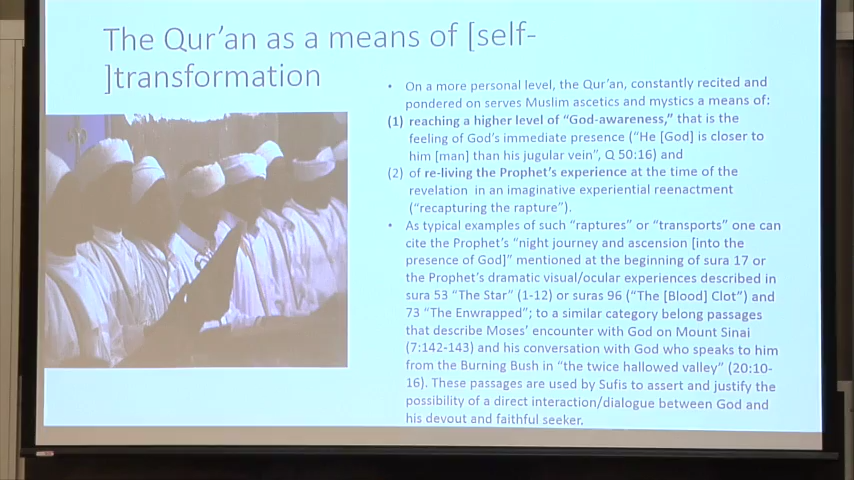 The Qur’an as a means of [self-
]transformation
• On a more personal level, the Qur’an, constantly recited and
pondered on serves Muslim ascetics and mystics a means of:
(1) reaching a higher level of “God-awareness,” that is the
feeling of God’s immediate presence (“He [God] is closer to
him [man] than his jugular vein”, Q 50:16) and
(2) of re-living the Prophet’s experience at the time of the
revelation in an imaginative experiential reenactment
(“recapturing the rapture”).
• As typical examples of such “raptures” or “transports” one can
cite the Prophet’s “night journey and ascension [into the
presence of God]” mentioned at the beginning of sura 17 or
the Prophet’s dramatic visual/ocular experiences described in
sura 53 “The Star” (1-12) or suras 96 (“The [Blood] Clot”) and
73 “The Enwrapped”; to a similar category belong passages
that describe Moses’ encounter with God on Mount Sinai
(7:142-143) and his conversation with God who speaks to him
from the Burning Bush in “the twice hallowed valley” (20:10-
16). These passages are used by Sufis to assert and justify the
possibility of a direct interaction/dialogue between God and
his devout and faithful seeker.